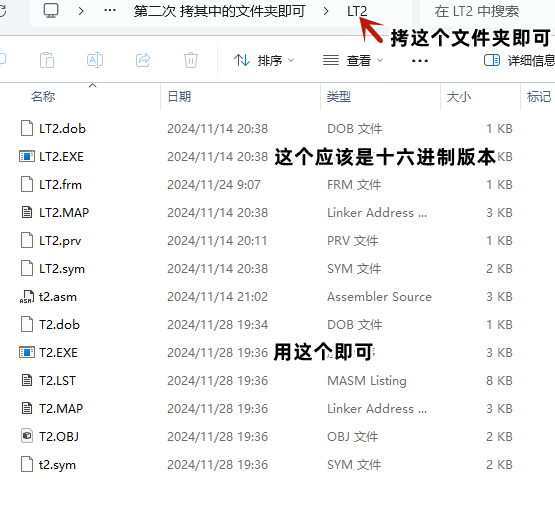 第二次 拷其中的文件夹即可 > LT2 在 LT2 中搜索
拷这个文件夹即可
排序 查看 ··· 详细信息
名称 日期 类型 大小 标记
LT2.dob 2024/11/14 20:38 DOB 文件 1 KB
LT2.EXE 2024/11/14 20:38 这个应该是十六进制版本 KB
LT2.frm 2024/11/24 9:07 FRM 文件 1 KB
LT2.MAP 2024/11/14 20:38 Linker Address ... 3 KB
LT2.prv 2024/11/14 20:11 PRV 文件 1 KB
LT2.sym 2024/11/14 20:38 SYM 文件 2 KB
t2.asm 2024/11/14 21:02 Assembler Source 3 KB
T2.dob 2024/11/28 19:34 DOB 文件 1 KB
T2.EXE 2024/11/28 19:36 用这个即可 3 KB
T2.LST 2024/11/28 19:36 MASM Listing 8 KB
T2.MAP 2024/11/28 19:36 Linker Address ... 3 KB
T2.OBJ 2024/11/28 19:36 OBJ 文件 2 KB
t2.sym 2024/11/28 19:36 SYM 文件 2 KB